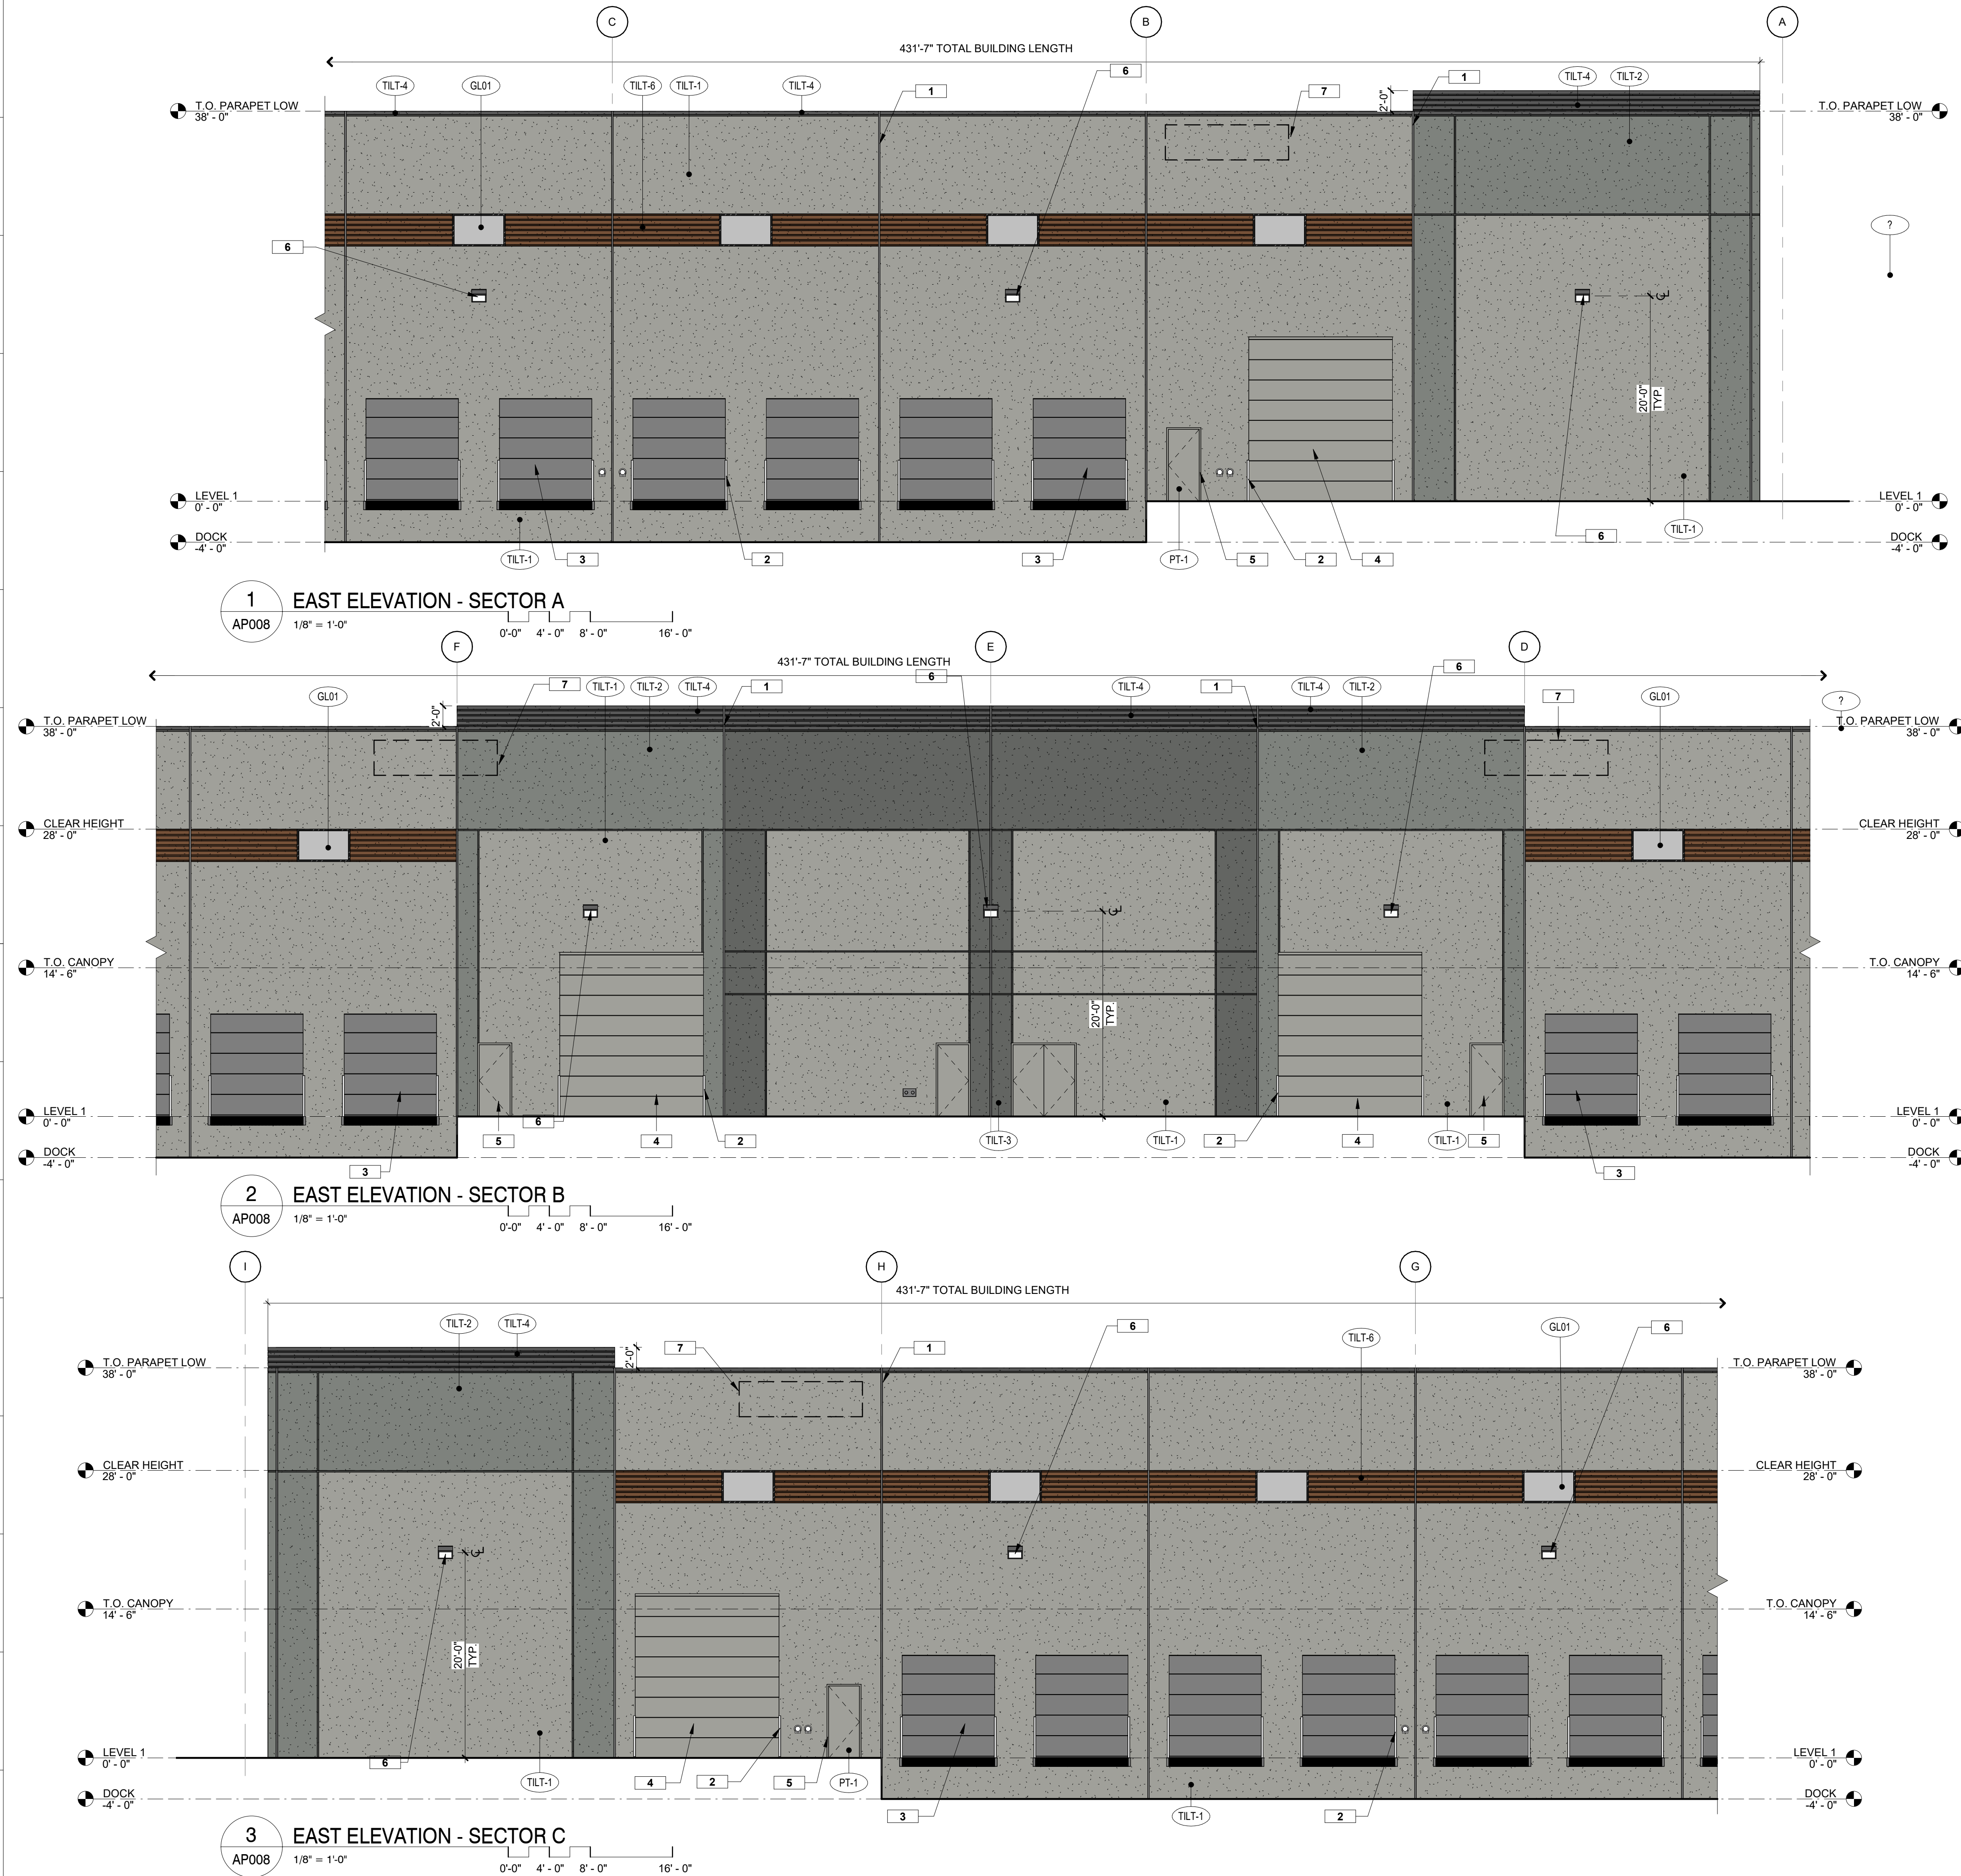 C
B
A
431'-7" TOTAL BUILDING LENGTH
6
TILT-4
GL01
TILT-6
TILT-1
TILT-4
1
7
2'-0"
1
TILT-4
TILT-2
T.O. PARAPET LOW
38' - 0"
T.O. PARAPET LOW
38' - 0"
?
6
20'-0"
TYP.
LEVEL 1
0' - 0"
LEVEL 1
0' - 0"
DOCK
-4' - 0"
DOCK
-4' - 0"
TILT-1
3
2
3
PT-1
5
2
4
6
TILT-1
1
AP008
EAST ELEVATION - SECTOR A
1/8" = 1'-0"
0'-0" 4' - 0" 8' - 0" 16' - 0"
F
E
D
431'-7" TOTAL BUILDING LENGTH
6
6
GL01
7
TILT-1
TILT-2
TILT-4
1
TILT-4
1
TILT-4
TILT-2
7
GL01
?
2'-0"
T.O. PARAPET LOW
38' - 0"
T.O. PARAPET LOW
38' - 0"
CLEAR HEIGHT
28' - 0"
CLEAR HEIGHT
28' - 0"
T.O. CANOPY
14' - 6"
T.O. CANOPY
14' - 6"
20'-0"
TYP.
LEVEL 1
0' - 0"
LEVEL 1
0' - 0"
6
5
4
2
TILT-3
TILT-1
2
4
TILT-1
5
DOCK
-4' - 0"
DOCK
-4' - 0"
3
3
2
AP008
EAST ELEVATION - SECTOR B
1/8" = 1'-0"
0'-0" 4' - 0" 8' - 0" 16' - 0"
I
H
G
431'-7" TOTAL BUILDING LENGTH
TILT-2
TILT-4
2'-0"
7
1
6
TILT-6
GL01
6
T.O. PARAPET LOW
38' - 0"
T.O. PARAPET LOW
38' - 0"
CLEAR HEIGHT
28' - 0"
CLEAR HEIGHT
28' - 0"
T.O. CANOPY
14' - 6"
T.O. CANOPY
14' - 6"
20'-0"
TYP.
LEVEL 1
0' - 0"
LEVEL 1
0' - 0"
6
TILT-1
4
2
5
PT-1
DOCK
-4' - 0"
DOCK
-4' - 0"
3
TILT-1
2
3
AP008
EAST ELEVATION - SECTOR C
1/8" = 1'-0"
0'-0" 4' - 0" 8' - 0" 16' - 0"